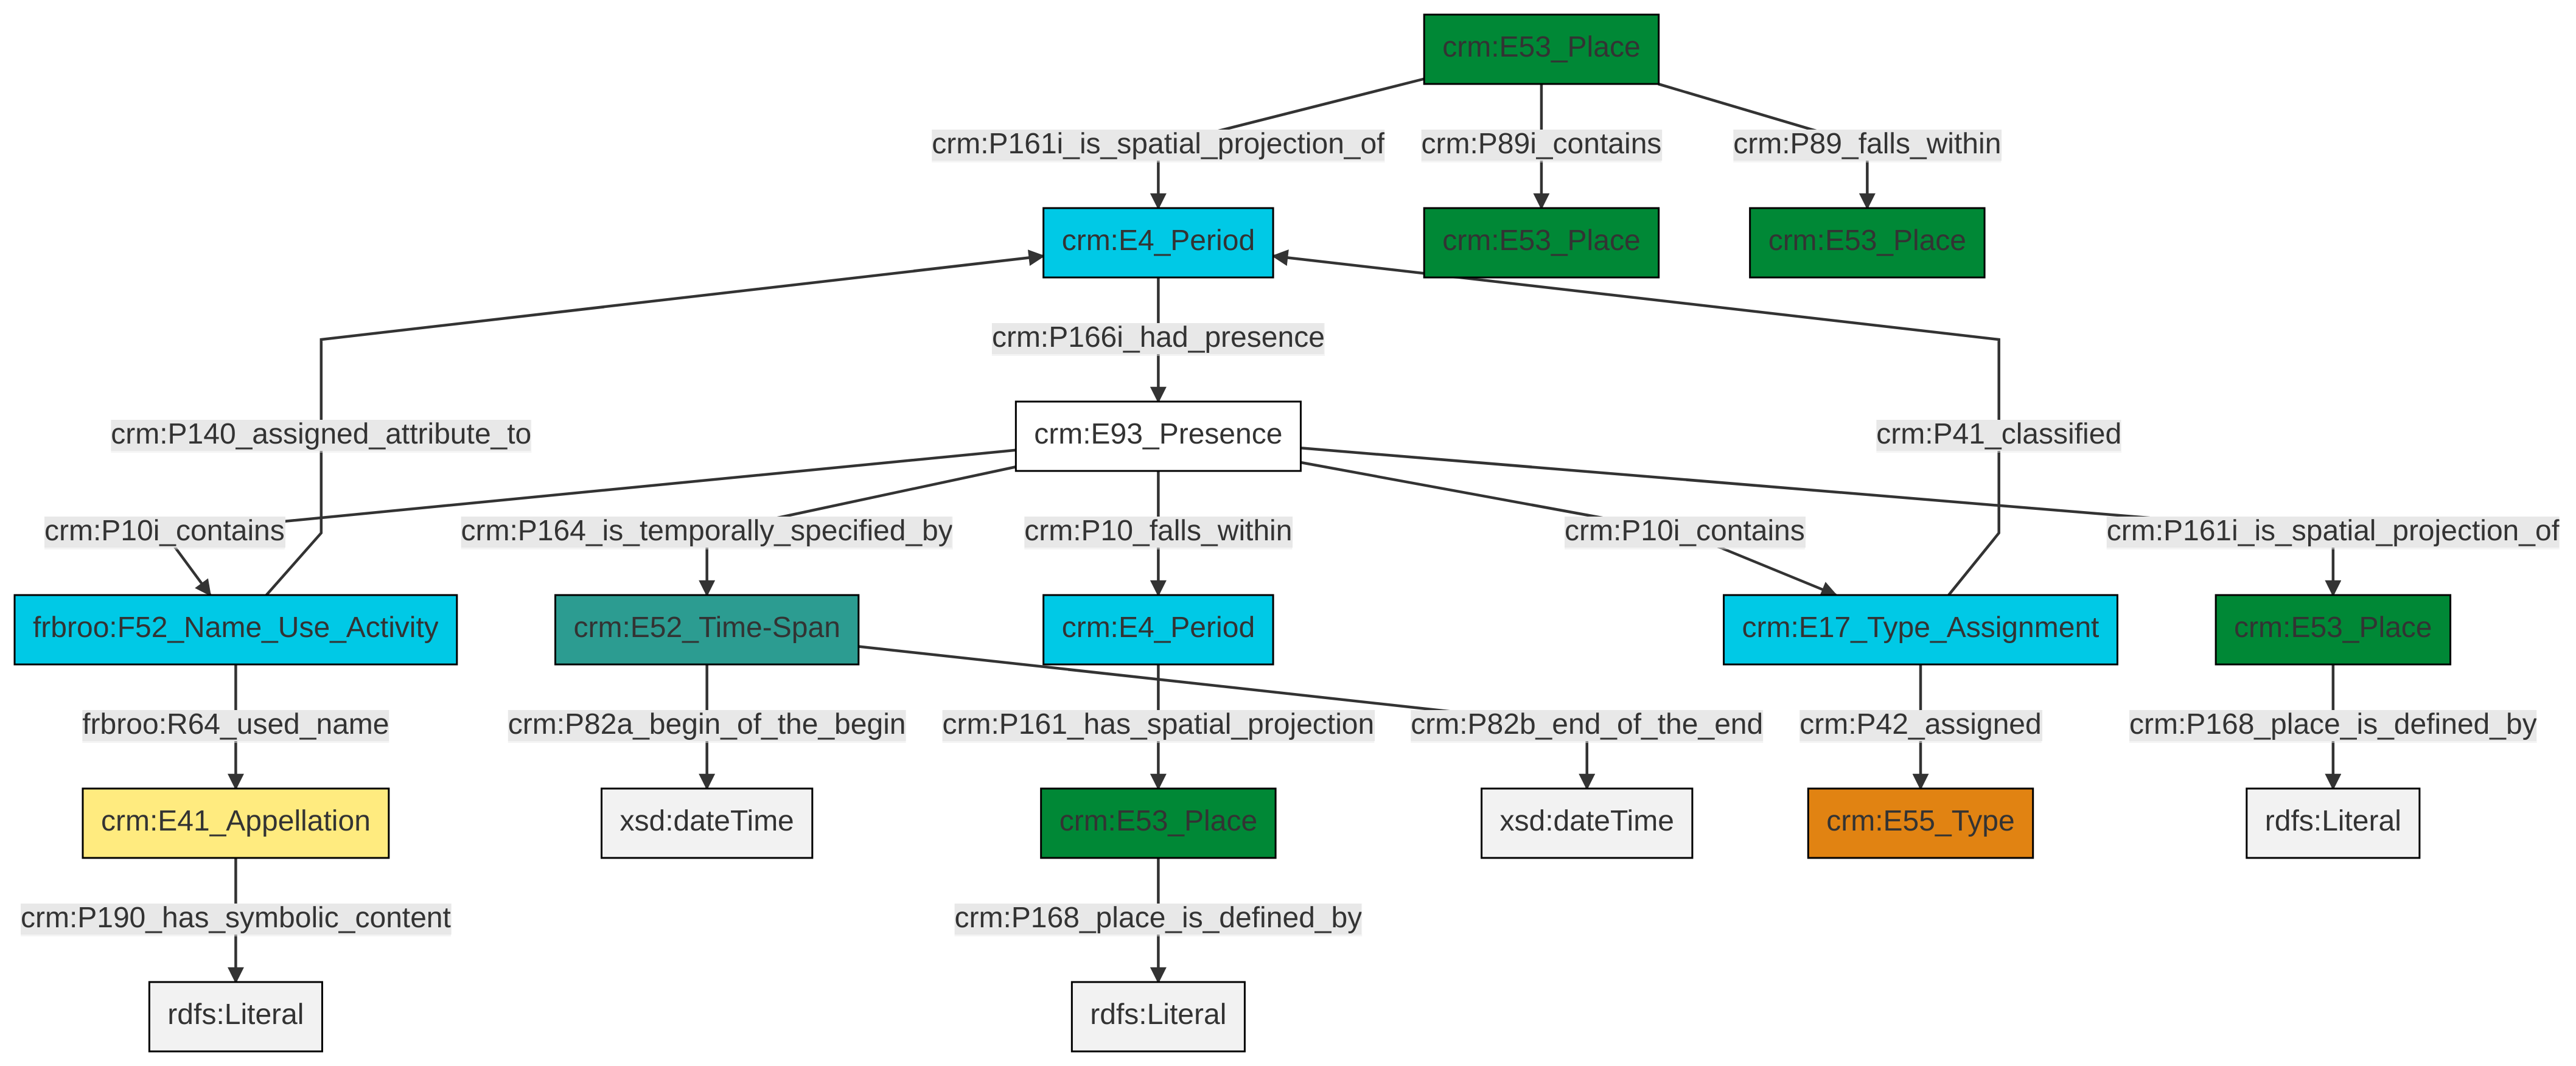 crm:E53_Place
crm:P161i_is_spatial_projection_of
crm:P89i_contains
crm:P89_falls_within
crm:E4_Period
crm:E53_Place
crm:E53_Place
crm:P166i_had_presence
crm:P140_assigned_attribute_to
crm:E93_Presence
crm:P41_classified
crm:P10i_contains
crm:P164_is_temporally_specified_by
crm:P10_falls_within
crm:P10i_contains
crm:P161i_is_spatial_projection_of
frbroo:F52_Name_Use_Activity
crm:E52_Time-Span
crm:E4_Period
crm:E17_Type_Assignment
crm:E53_Place
frbroo:R64_used_name
crm:P82a_begin_of_the_begin
crm:P161_has_spatial_projection
crm:P82b_end_of_the_end
crm:P42_assigned
crm:P168_place_is_defined_by
crm:E41_Appellation
xsd:dateTime
crm:E53_Place
xsd:dateTime
crm:E55_Type
rdfs:Literal
crm:P190_has_symbolic_content
crm:P168_place_is_defined_by
rdfs:Literal
rdfs:Literal